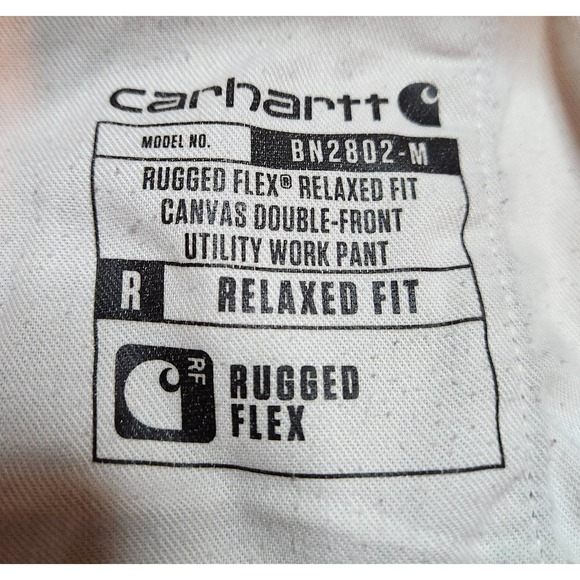 carhartt
MODEL NO. BN2802-M
RUGGED FLEX® RELAXED FIT
CANVAS DOUBLE-FRONT
UTILITY WORK PANT
R RELAXED FIT
RF
RUGGED
FLEX